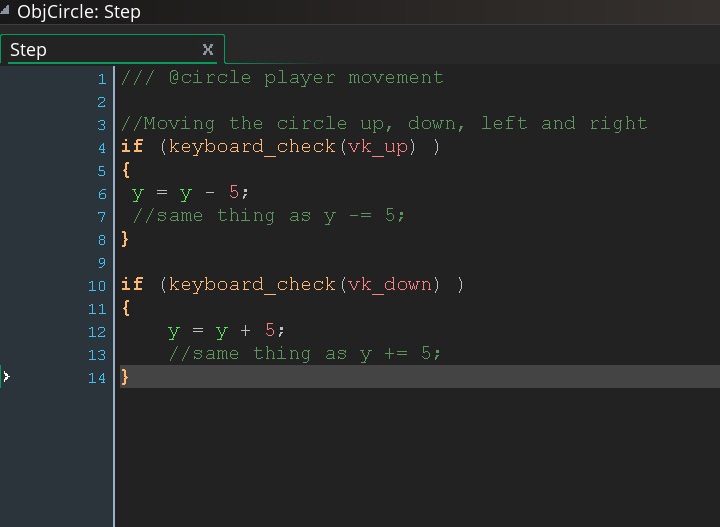 ObjCircle: Step
Step X
1 /// @circle player movement
2
3 //Moving the circle up, down, left and right
4 if (keyboard_check(vk_up) )
5 {
6  y = y - 5;
7  //same thing as y -= 5;
8 }
9
10 if (keyboard_check(vk_down) )
11 {
12     y = y + 5;
13     //same thing as y += 5;
14 }